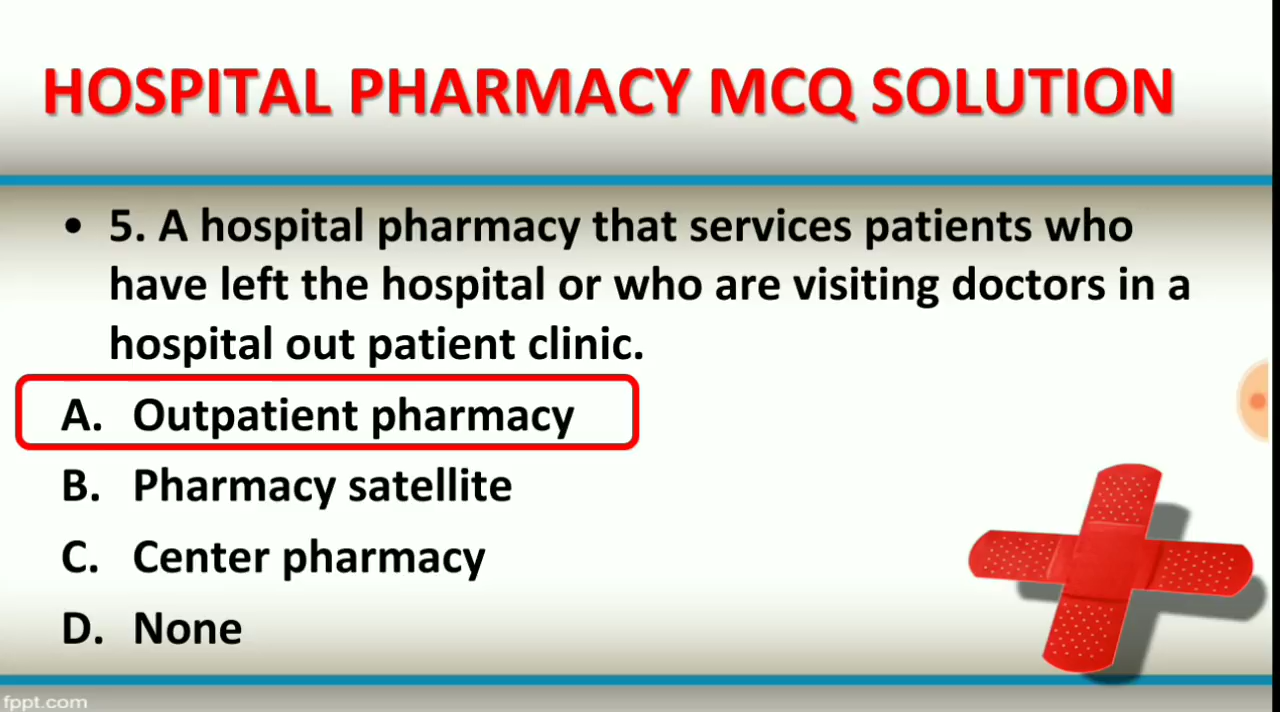 HOSPITAL PHARMACY MCQ SOLUTION
• 5. A hospital pharmacy that services patients who
have left the hospital or who are visiting doctors in a
hospital out patient clinic.
A. Outpatient pharmacy
B. Pharmacy satellite
C. Center pharmacy
D. None
fppt.com